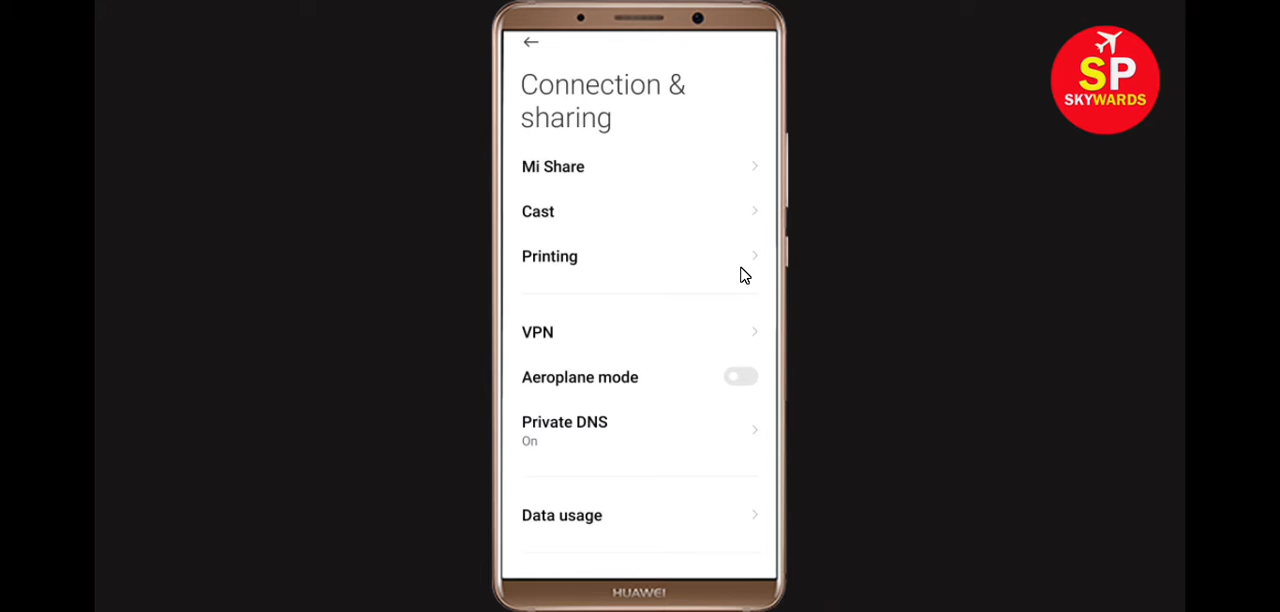 SP
SKYWARDS
Connection &
sharing
Mi Share
Cast
Printing
VPN
Aeroplane mode
Private DNS
On
Data usage
HUAWEI